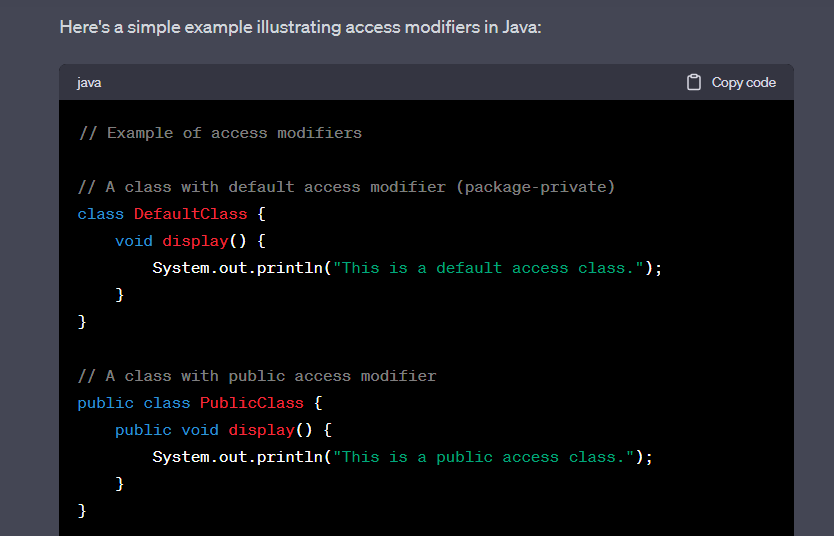 Here's a simple example illustrating access modifiers in Java:
java
Copy code
// Example of access modifiers
// A class with default access modifier (package-private)
class DefaultClass {
    void display() {
        System.out.println("This is a default access class.");
    }
}
// A class with public access modifier
public class PublicClass {
    public void display() {
        System.out.println("This is a public access class.");
    }
}